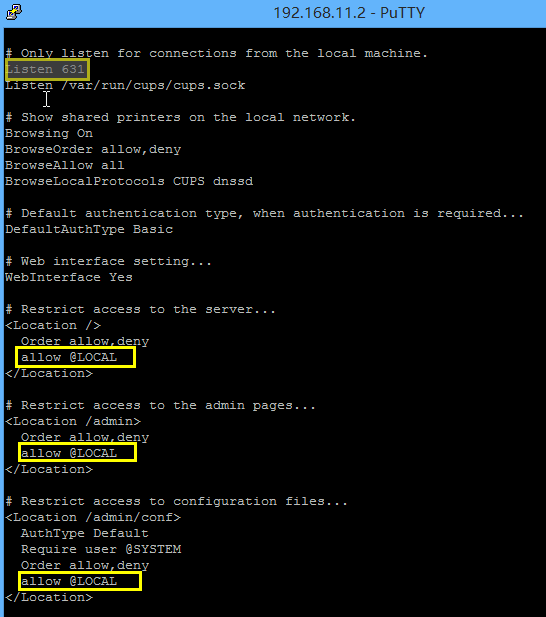 192.168.11.2 - PuTTY
# Only listen for connections from the local machine.
Listen 631
Listen /var/run/cups/cups.sock
# Show shared printers on the local network.
Browsing On
BrowseOrder allow,deny
BrowseAllow all
BrowseLocalProtocols CUPS dnssd
# Default authentication type, when authentication is required...
DefaultAuthType Basic
# Web interface setting...
WebInterface Yes
# Restrict access to the server...
<Location />
  Order allow,deny
  allow @LOCAL
</Location>
# Restrict access to the admin pages...
<Location /admin>
  Order allow,deny
  allow @LOCAL
</Location>
# Restrict access to configuration files...
<Location /admin/conf>
  AuthType Default
  Require user @SYSTEM
  Order allow,deny
  allow @LOCAL
</Location>